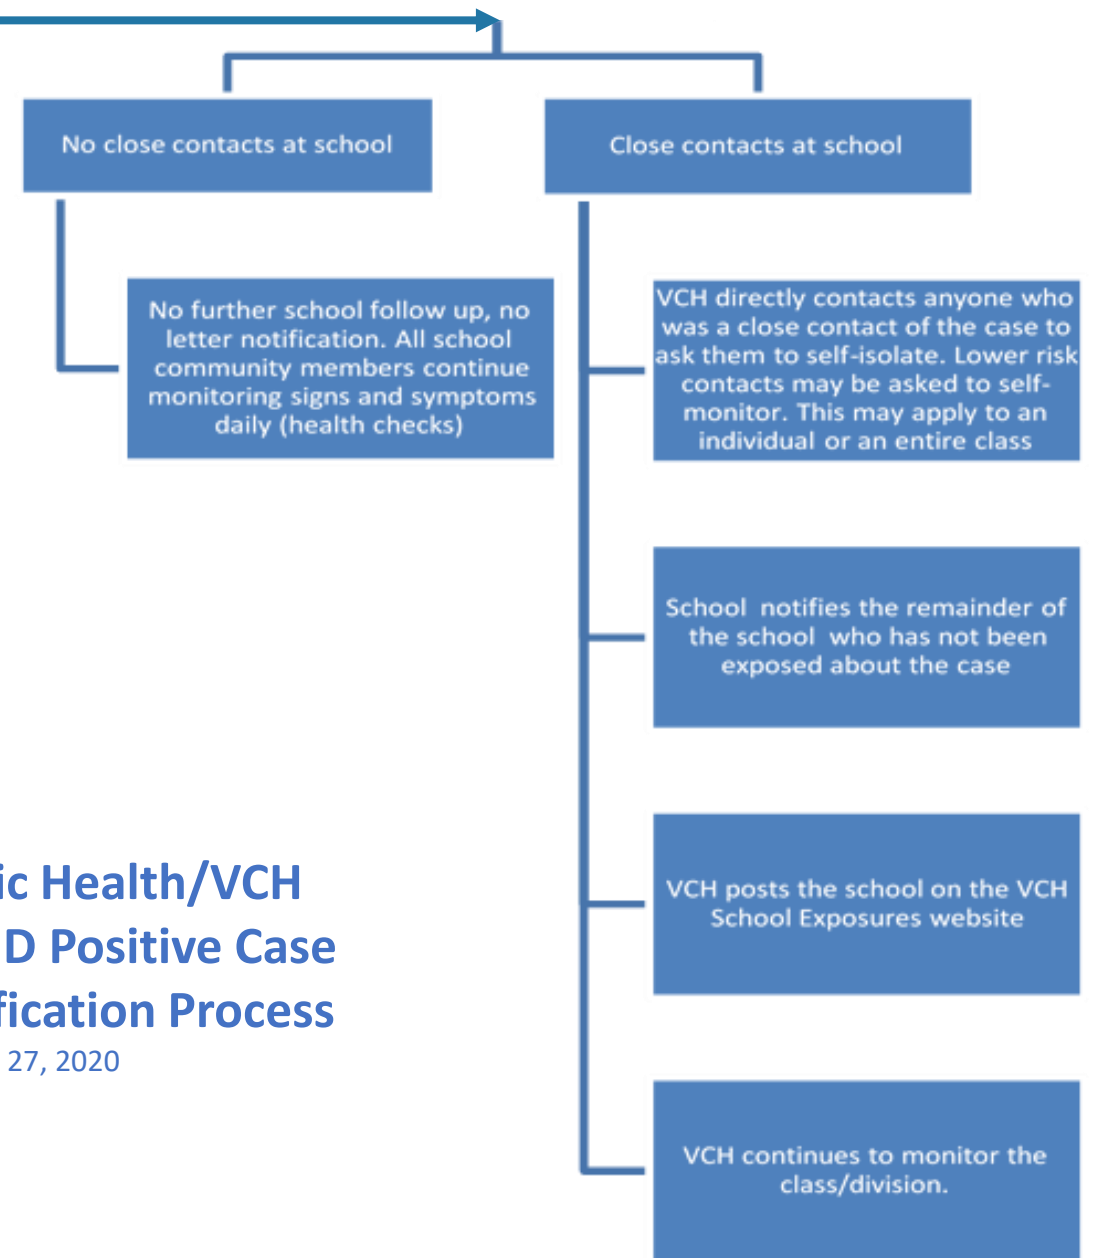 No close contacts at school
Close contacts at school
No further school follow up, no
letter notification. All school
community members continue
monitoring signs and symptoms
daily (health checks)
VCH directly contacts anyone who
was a close contact of the case to
ask them to self-isolate. Lower risk
contacts may be asked to self-
monitor. This may apply to an
individual or an entire class
School notifies the remainder of
the school who has not been
exposed about the case
VCH posts the school on the VCH
School Exposures website
VCH continues to monitor the
class/division.
ic Health/VCH
D Positive Case
fication Process
27, 2020